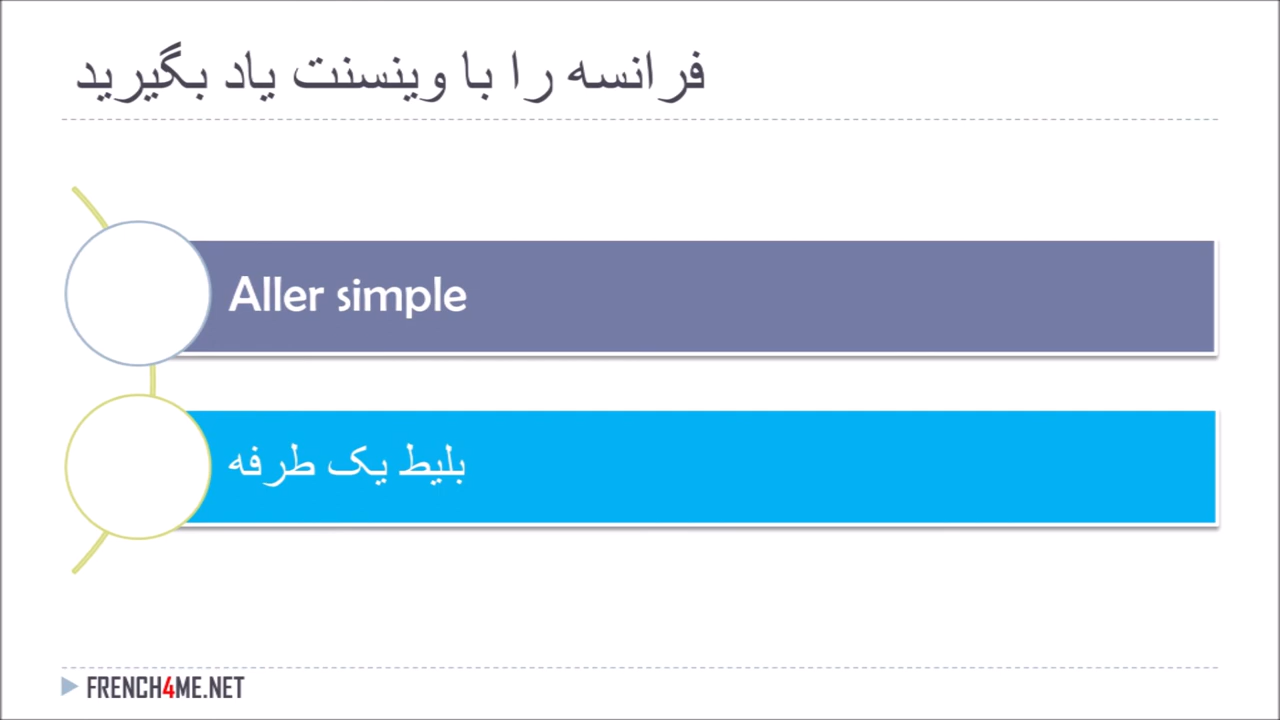 فرانسه را با وینسنت یاد بگیرید
Aller simple
بلیط یک طرفه
FRENCH4ME.NET